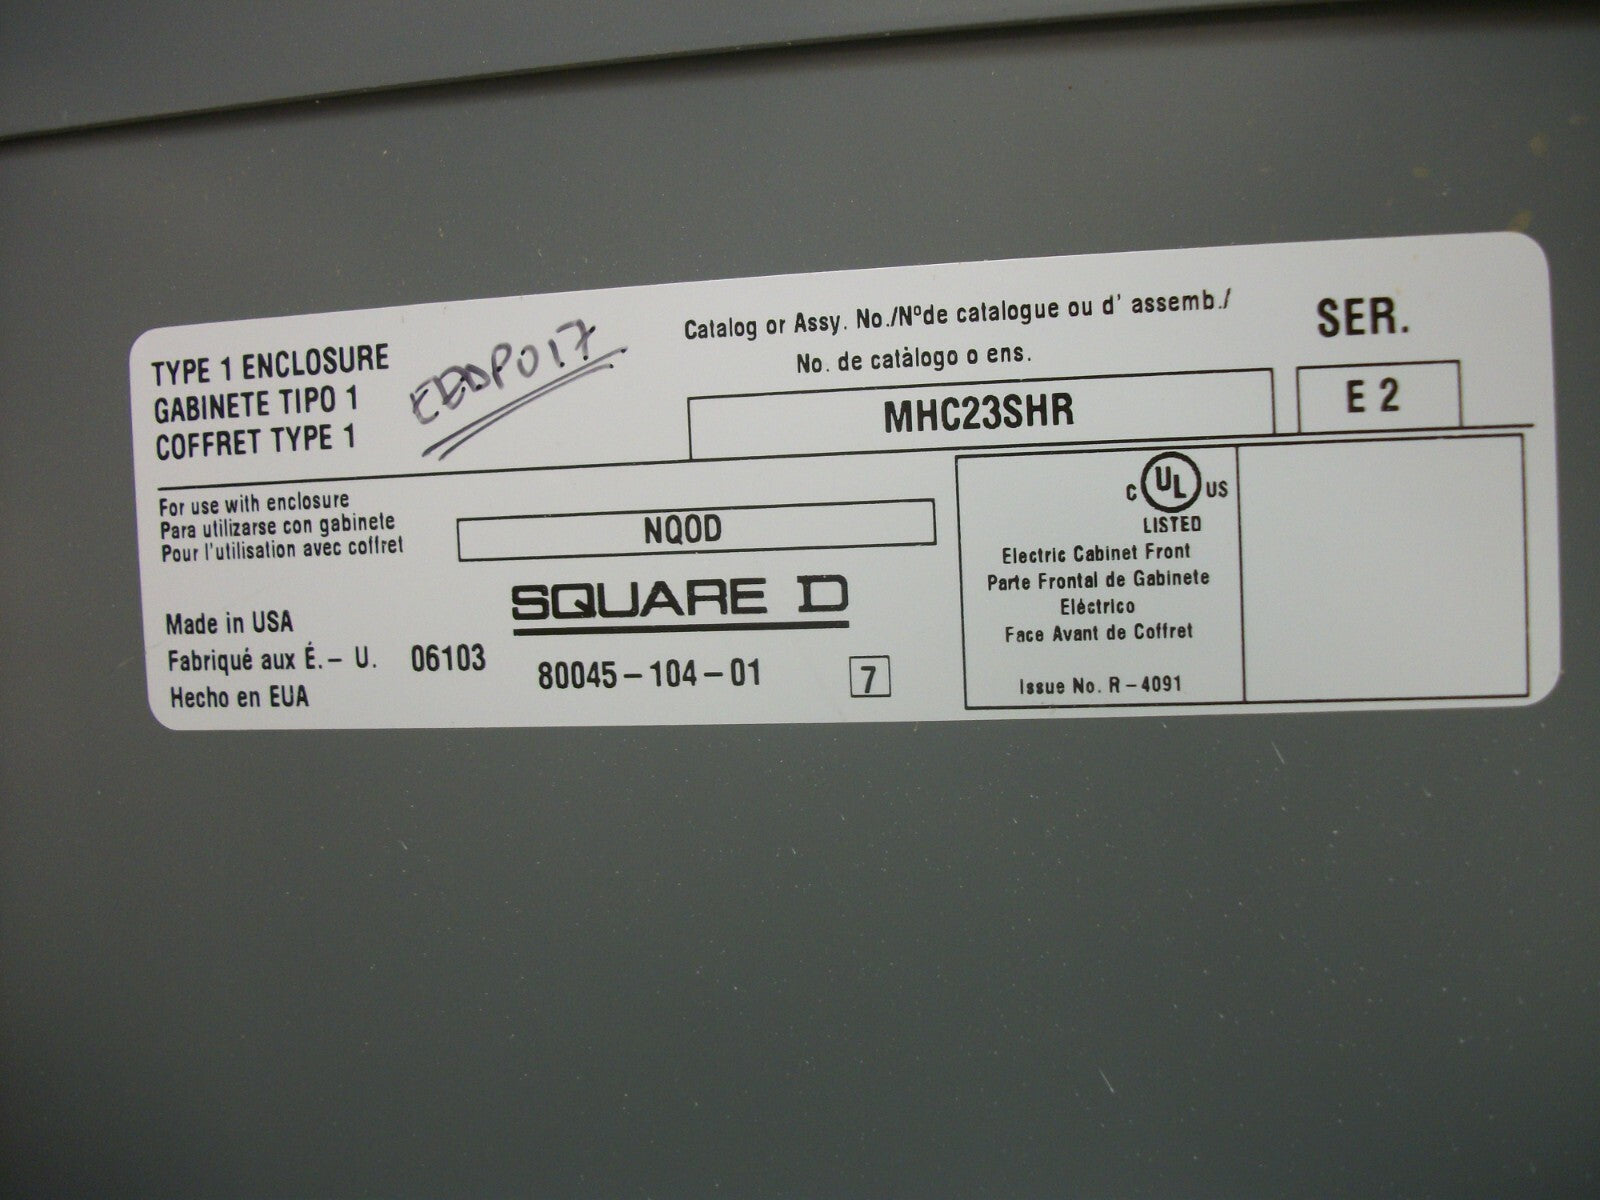 TYPE 1 ENCLOSURE
GABINETE TIPO 1
COFFRET TYPE 1
Catalog or Assy. No./Nºde catalogue ou d' assemb./
No. de catàlogo o ens.
MHC23SHR
SER.
E 2
For use with enclosure
Para utilizarse con gabinete
Pour l'utilisation avec coffret
NQOD
SQUARE D
Made in USA
Fabriqué aux É.– U.
Hecho en EUA
06103
80045–104–01
7
C UL US
LISTED
Electric Cabinet Front
Parte Frontal de Gabinete
Eléctrico
Face Avant de Coffret
Issue No. R–4091